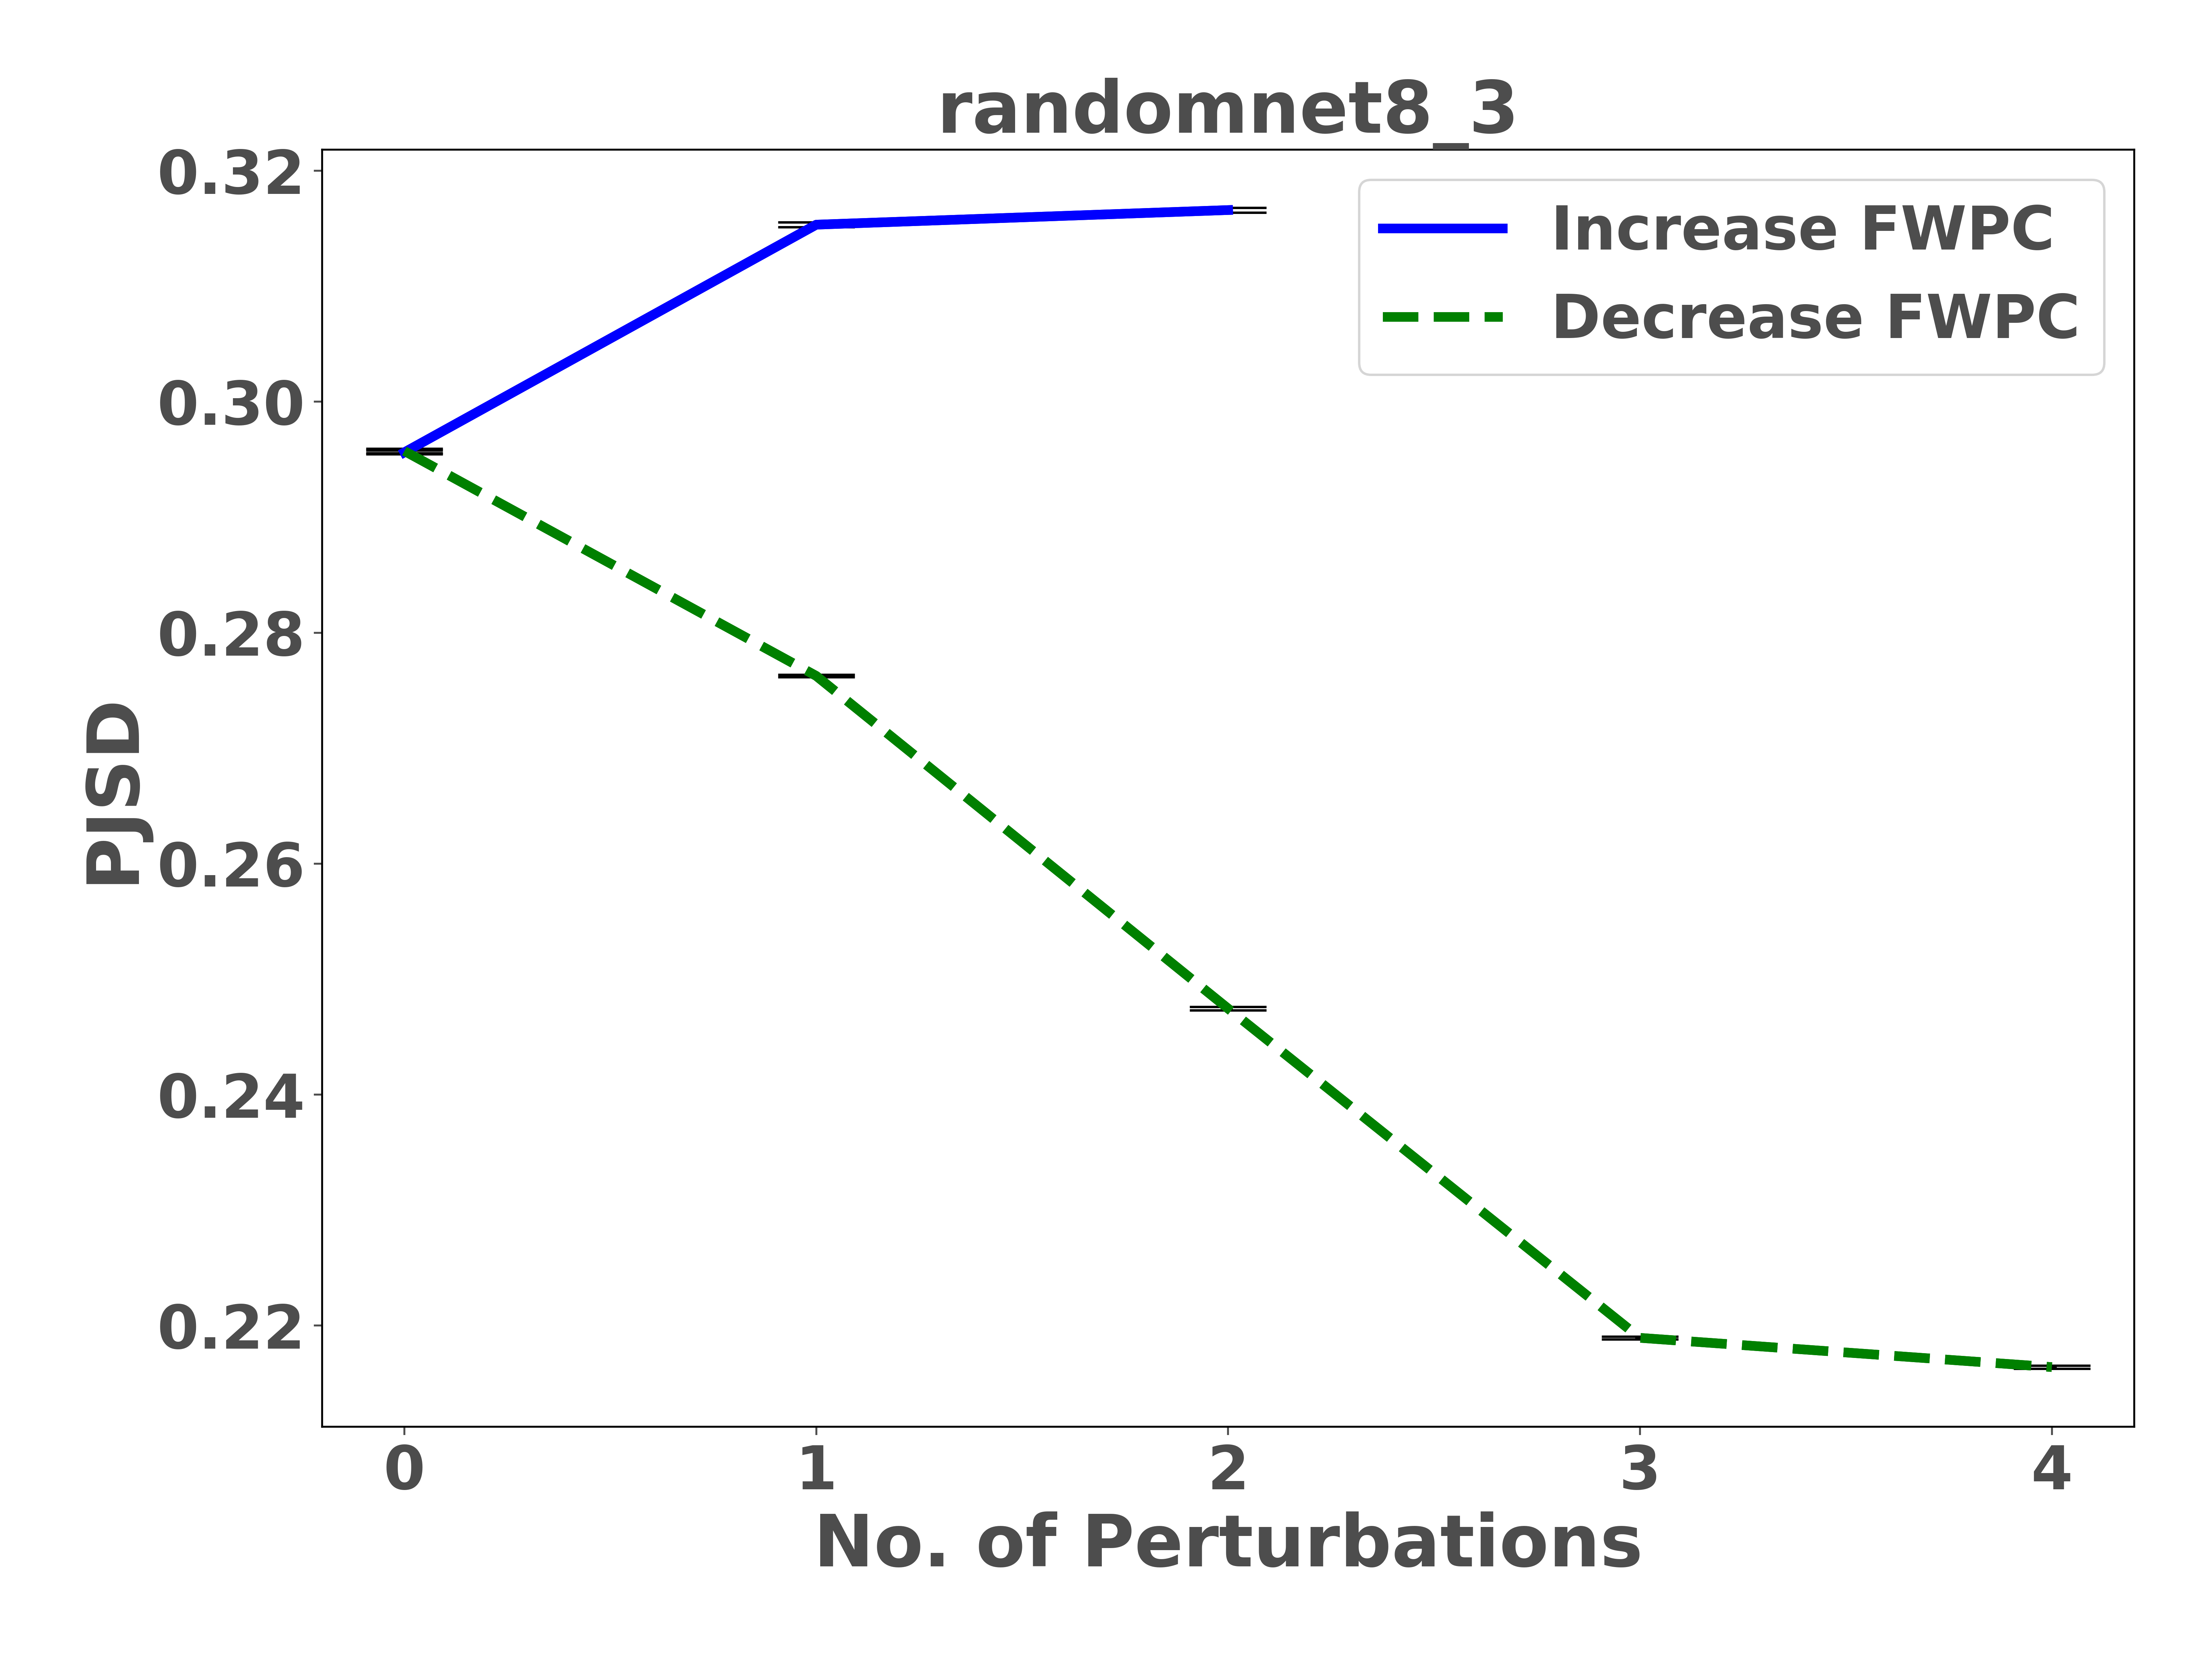 randomnet8_3
0.32
0.30
0.28
0.26
0.24
0.22
PJSD
Increase FWPC
Decrease FWPC
0 1 2 3 4
No. of Perturbations